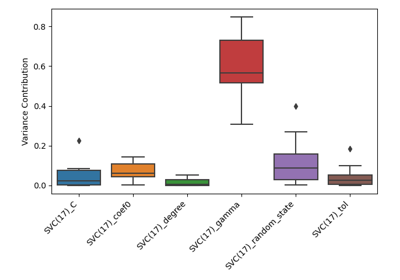 Variance Contribution
0.8
0.6
0.4
0.2
0.0
SVC(17)_C
SVC(17)_coef0
SVC(17)_degree
SVC(17)_gamma
SVC(17)_random_state
SVC(17)_tol